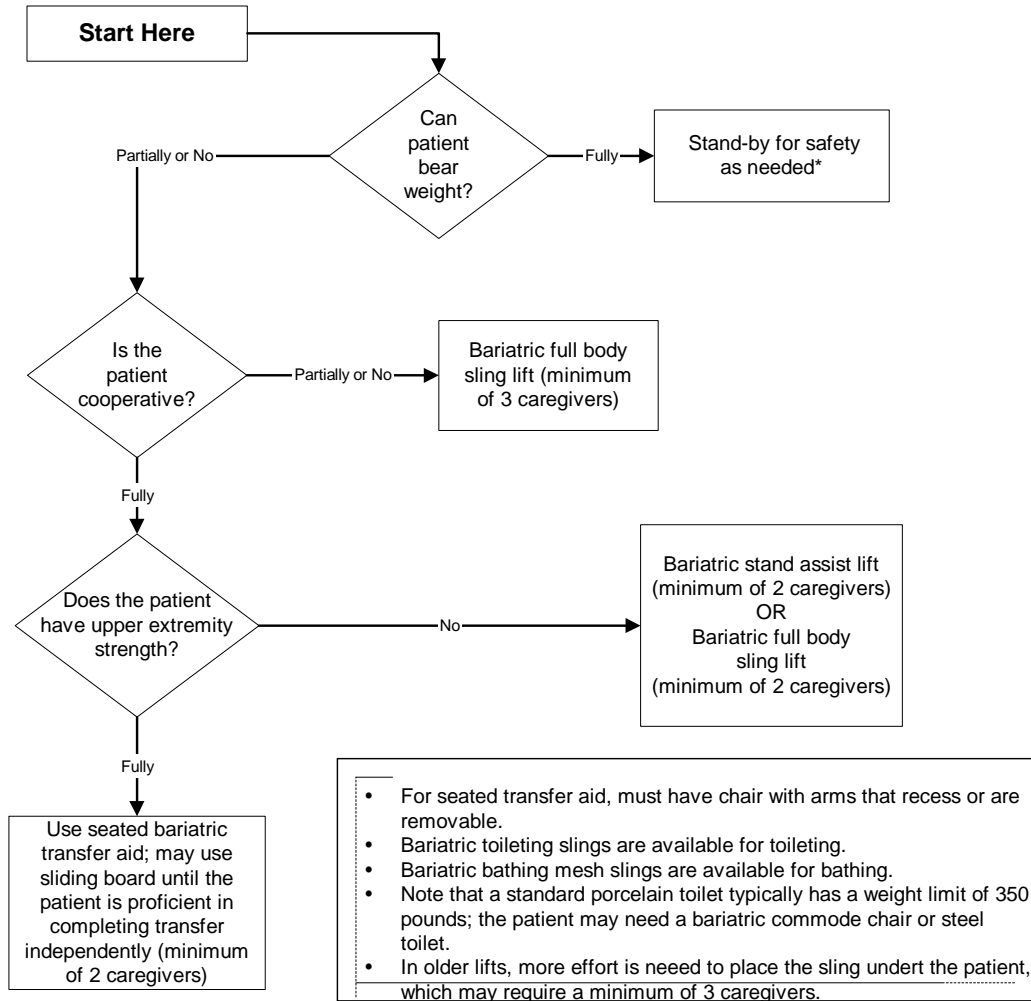 Start Here
Can
patient
bear
weight?
Partially or No
Fully
Stand-by for safety
as needed*
Is the
patient
cooperative?
Partially or No
Bariatric full body
sling lift (minimum
of 3 caregivers)
Fully
Does the patient
have upper extremity
strength?
No
Bariatric stand assist lift
(minimum of 2 caregivers)
OR
Bariatric full body
sling lift
(minimum of 2 caregivers)
Fully
Use seated bariatric
transfer aid; may use
sliding board until the
patient is proficient in
completing transfer
independently (minimum
of 2 caregivers)
• For seated transfer aid, must have chair with arms that recess or are
removable.
• Bariatric toileting slings are available for toileting.
• Bariatric bathing mesh slings are available for bathing.
• Note that a standard porcelain toilet typically has a weight limit of 350
pounds; the patient may need a bariatric commode chair or steel
toilet.
• In older lifts, more effort is neeed to place the sling undert the patient,
which may require a minimum of 3 caregivers.